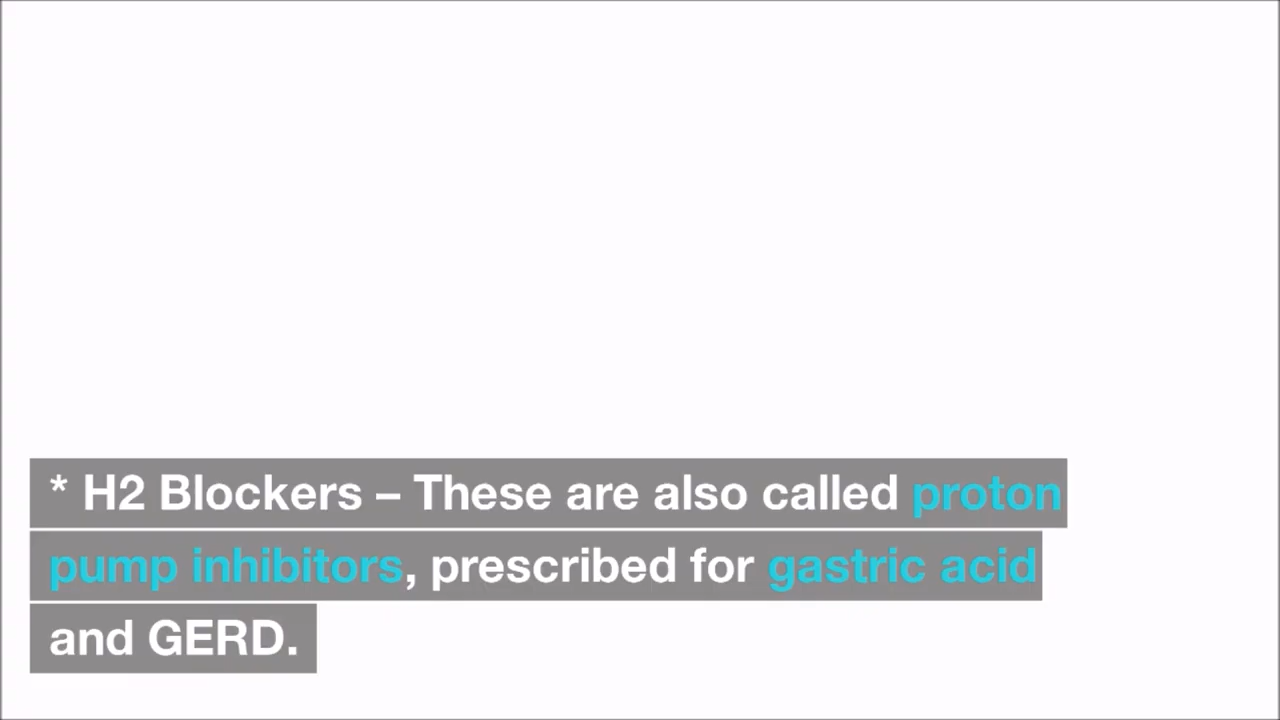 * H2 Blockers – These are also called proton
pump inhibitors, prescribed for gastric acid
and GERD.